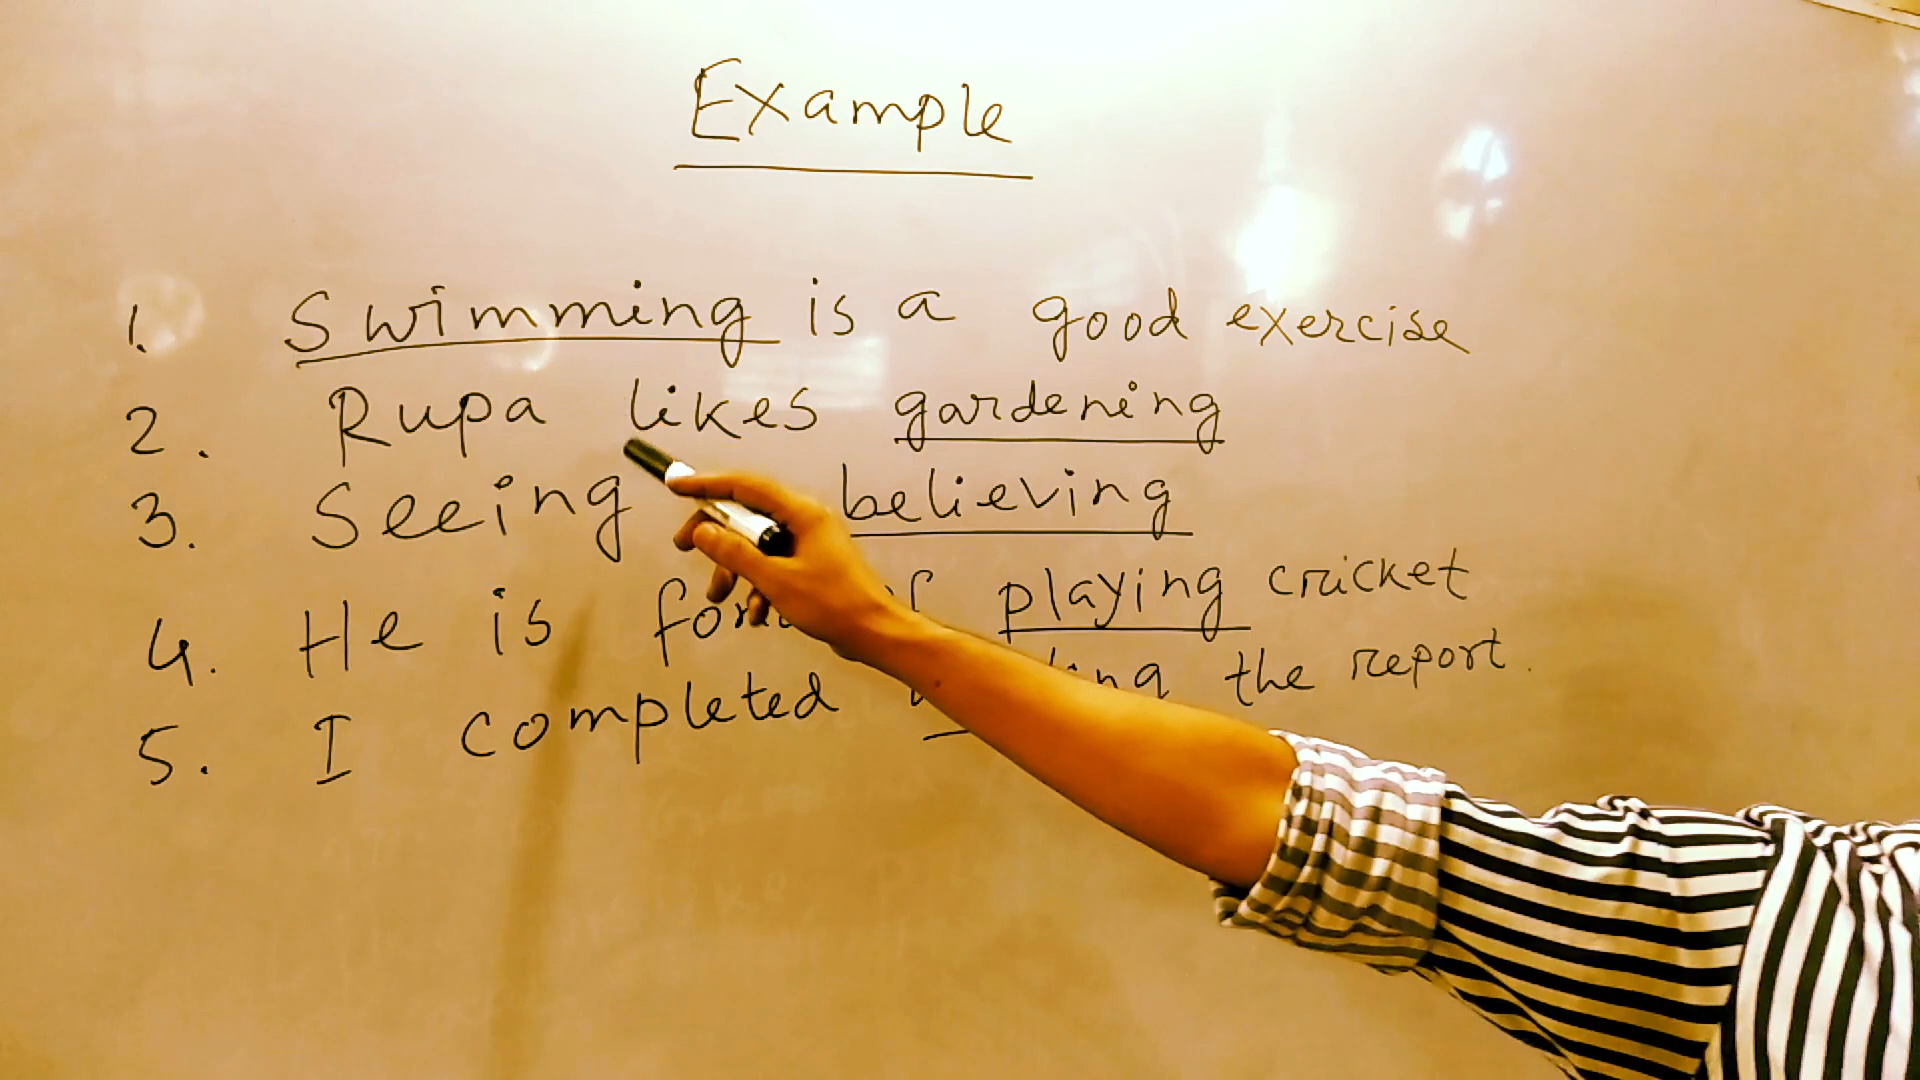 Example
1. Swimming is a good exercise
2. Rupa likes gardening
3. Seeing believing
4. He is playing cricket
5. I completed the report.